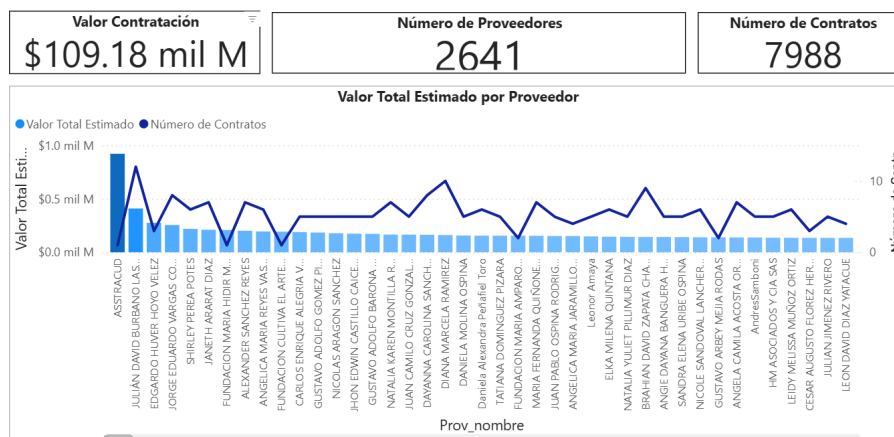 Valor Contratación
$109.18 mil M
Número de Proveedores
2641
Número de Contratos
7988
Valor Total Estimado por Proveedor
Valor Total Estimado
Número de Contratos
Valor Total Esti...
$1.0 mil M
$0.5 mil M
$0.0 mil M
10
0
ASSTRACUD
JULIÁN DAVID BURBANO LAS...
EDGARDO HUVER HOYO VELEZ
JORGE EDUARDO VARGAS CO...
SHIRLEY PEREA POTES
JANETH ARARAT DIAZ
FUNDACION MARIA HIDIR M...
ALEXANDER SANCHEZ REYES
ANGELICA MARIA REYES VAS...
FUNDACION CULTIVA EL ARTE...
CARLOS ENRIQUE ALEGRIA V...
GUSTAVO ADOLFO GOMEZ PI...
NICOLAS ARAGON SANCHEZ
JHON EDWIN CASTILLO CAICE...
GUSTAVO ADOLFO BARONA ...
NATALIA KAREN MONTILLA R...
JUAN CAMILO CRUZ GONZAL...
DAYANNA CAROLINA SANCH...
DIANA MARCELA RAMIREZ
DANIELA MOLINA OSPINA
Daniela Alexandra Peñafiel Toro
TATIANA DOMINGUEZ PIZARA
FUNDACION MARIA AMPARO...
MARIA FERNANDA QUIÑONE...
JUAN PABLO OSPINA RODRIG...
ANGELICA MARIA JARAMILLO...
Leonor Amaya
ELKA MILENA QUINTANA
NATALIA YULIET PILLIMUR DIAZ
BRAHIAN DAVID ZAPATA CHA...
ANGIE DAYANA BANGUERA H...
SANDRA ELENA URIBE OSPINA
NICOLE SANDOVAL LANCHER...
GUSTAVO ARBEY MEJIA RODAS
ANGELA CAMILA ACOSTA OR...
AndresSamboni
HM ASOCIADOS Y CIA SAS
LEIDY MELISSA MUÑOZ ORTIZ
CESAR AUGUSTO FLOREZ HER...
JULIAN JIMENEZ RIVERO
LEON DAVID DIAZ YATACUE
Prov_nombre